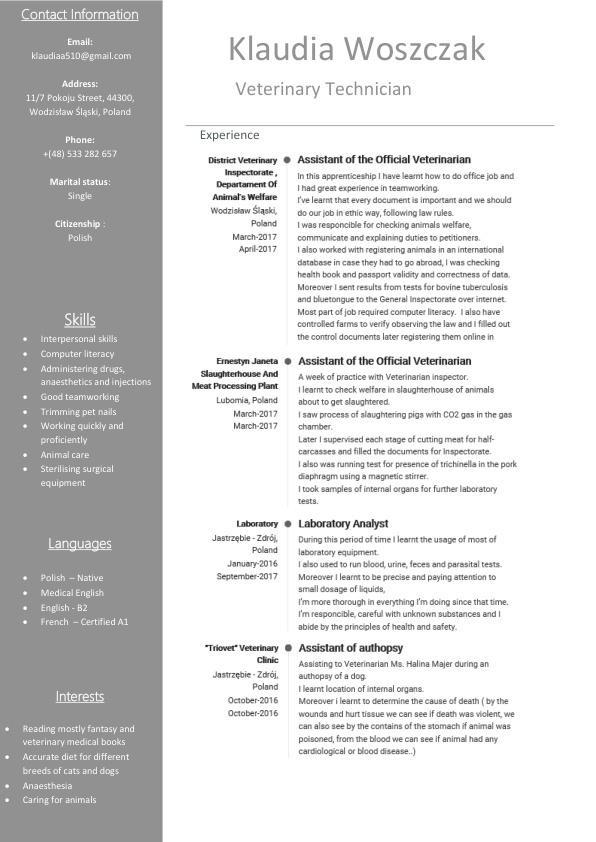 Contact Information
Email:
klaudiaa510@gmail.com
Address:
11/7 Pokoju Street, 44300,
Wodzisław Śląski, Poland
Phone:
+(48) 533 282 657
Marital status:
Single
Citizenship :
Polish
Skills
• Interpersonal skills
• Computer literacy
• Administering drugs,
anaesthetics and injections
• Good teamworking
• Trimming pet nails
• Working quickly and
proficiently
• Animal care
• Sterilising surgical
equipment
Languages
• Polish – Native
• Medical English
• English - B2
• French – Certified A1
Interests
• Reading mostly fantasy and
veterinary medical books
• Accurate diet for different
breeds of cats and dogs
• Anaesthesia
• Caring for animals
Klaudia Woszczak
Veterinary Technician
Experience
District Veterinary
Inspectorate ,
Departament Of
Animal's Welfare
Wodzisław Śląski,
Poland
March-2017
April-2017
Assistant of the Official Veterinarian
In this apprenticeship I have learnt how to do office job and
I had great experience in teamworking.
I've learnt that every document is important and we should
do our job in ethic way, following law rules.
I was responcible for checking animals welfare,
communicate and explaining duties to petitioners.
I also worked with registering animals in an international
database in case they had to go abroad, I was checking
health book and passport validity and correctness of data.
Moreover I sent results from tests for bovine tuberculosis
and bluetongue to the General Inspectorate over internet.
Most part of job required computer literacy.  I also have
controlled farms to verify observing the law and I filled out
the control documents later registering them online in
Ernestyn Janeta
Slaughterhouse And
Meat Processing Plant
Lubomia, Poland
March-2017
March-2017
Assistant of the Official Veterinarian
A week of practice with Veterinarian inspector.
I learnt to check welfare in slaughterhouse of animals
about to get slaughtered.
I saw process of slaughtering pigs with CO2 gas in the gas
chamber.
Later I supervised each stage of cutting meat for half-
carcasses and filled the documents for Inspectorate.
I also was running test for presence of trichinella in the pork
diaphragm using a magnetic stirrer.
I took samples of internal organs for further laboratory
tests.
Laboratory
Jastrzębie - Zdrój,
Poland
January-2016
September-2017
Laboratory Analyst
During this period of time I learnt the usage of most of
laboratory equipment.
I also used to run blood, urine, feces and parasital tests.
Moreover I learnt to be precise and paying attention to
small dosage of liquids,
I'm more thorough in everything I'm doing since that time.
I'm responcible, careful with unknown substances and I
abide by the principles of health and safety.
"Triovet" Veterinary
Clinic
Jastrzębie - Zdrój,
Poland
October-2016
October-2016
Assistant of authopsy
Assisting to Veterinarian Ms. Halina Majer during an
authopsy of a dog.
I learnt location of internal organs.
Moreover i learnt to determine the cause of death ( by the
wounds and hurt tissue we can see if death was violent, we
can also see by the contains of the stomach if animal was
poisoned, from the blood we can see if animal had any
cardiological or blood disease..)